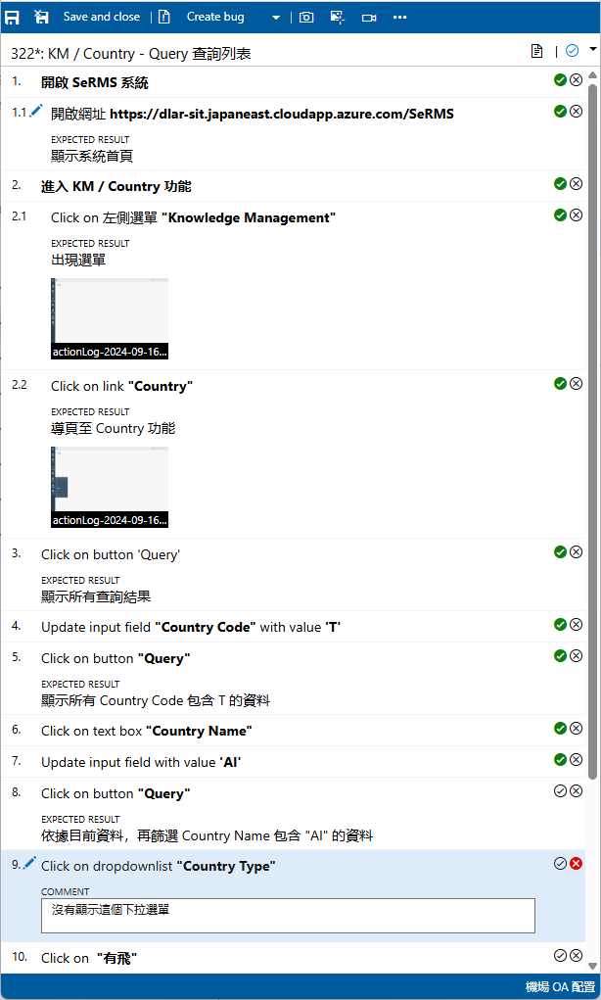 Save and close
Create bug
322*: KM / Country - Query 查詢列表
1. 開啟 SeRMS 系統
1.1 開啟網址 https://dlar-sit.japaneast.cloudapp.azure.com/SeRMS
EXPECTED RESULT
顯示系統首頁
2. 進入 KM / Country 功能
2.1 Click on 左側選單 "Knowledge Management"
EXPECTED RESULT
出現選單
actionLog-2024-09-16...
2.2 Click on link "Country"
EXPECTED RESULT
導頁至 Country 功能
actionLog-2024-09-16...
3. Click on button 'Query'
EXPECTED RESULT
顯示所有查詢結果
4. Update input field "Country Code" with value 'T'
5. Click on button "Query"
EXPECTED RESULT
顯示所有 Country Code 包含 T 的資料
6. Click on text box "Country Name"
7. Update input field with value 'AI'
8. Click on button "Query"
EXPECTED RESULT
依據目前資料，再篩選 Country Name 包含 "AI" 的資料
9. Click on dropdownlist "Country Type"
COMMENT
沒有顯示這個下拉選單
10. Click on "有飛"
機場 OA 配置